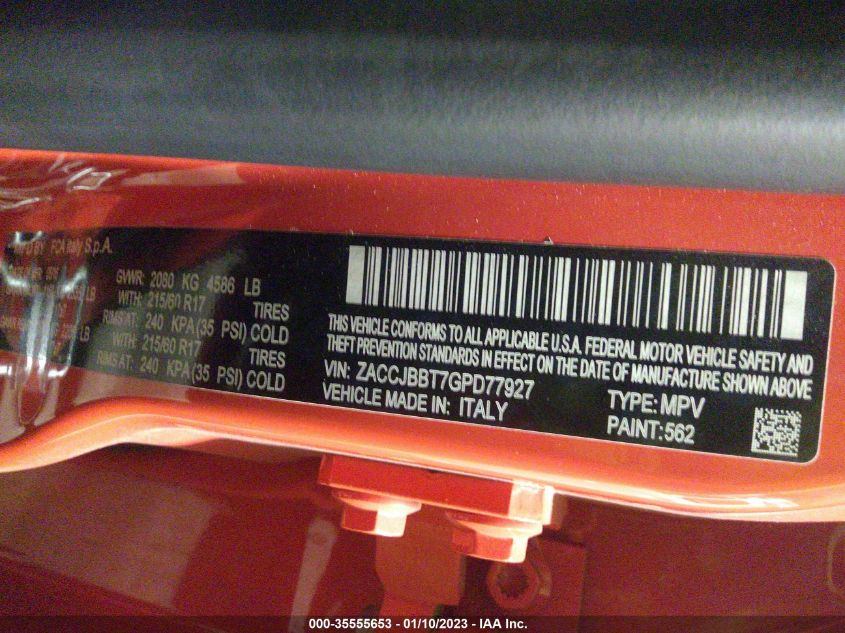 FCA Italy S.p.A.
GVWR: 2080 KG 4586 LB
WITH: 215/60 R17 TIRES
RIMS AT: 240 KPA(35 PSI) COLD
WITH: 215/60 R17 TIRES
RIMS AT: 240 KPA(35 PSI) COLD
THIS VEHICLE CONFORMS TO ALL APPLICABLE U.S.A. FEDERAL MOTOR VEHICLE SAFETY AND
THEFT PREVENTION STANDARDS IN EFFECT ON THE DATE OF MANUFACTURE SHOWN ABOVE
VIN: ZACCJBBT7GPD77927
TYPE: MPV
VEHICLE MADE IN: ITALY
PAINT: 562
000-35555653 - 01/10/2023 - IAA Inc.